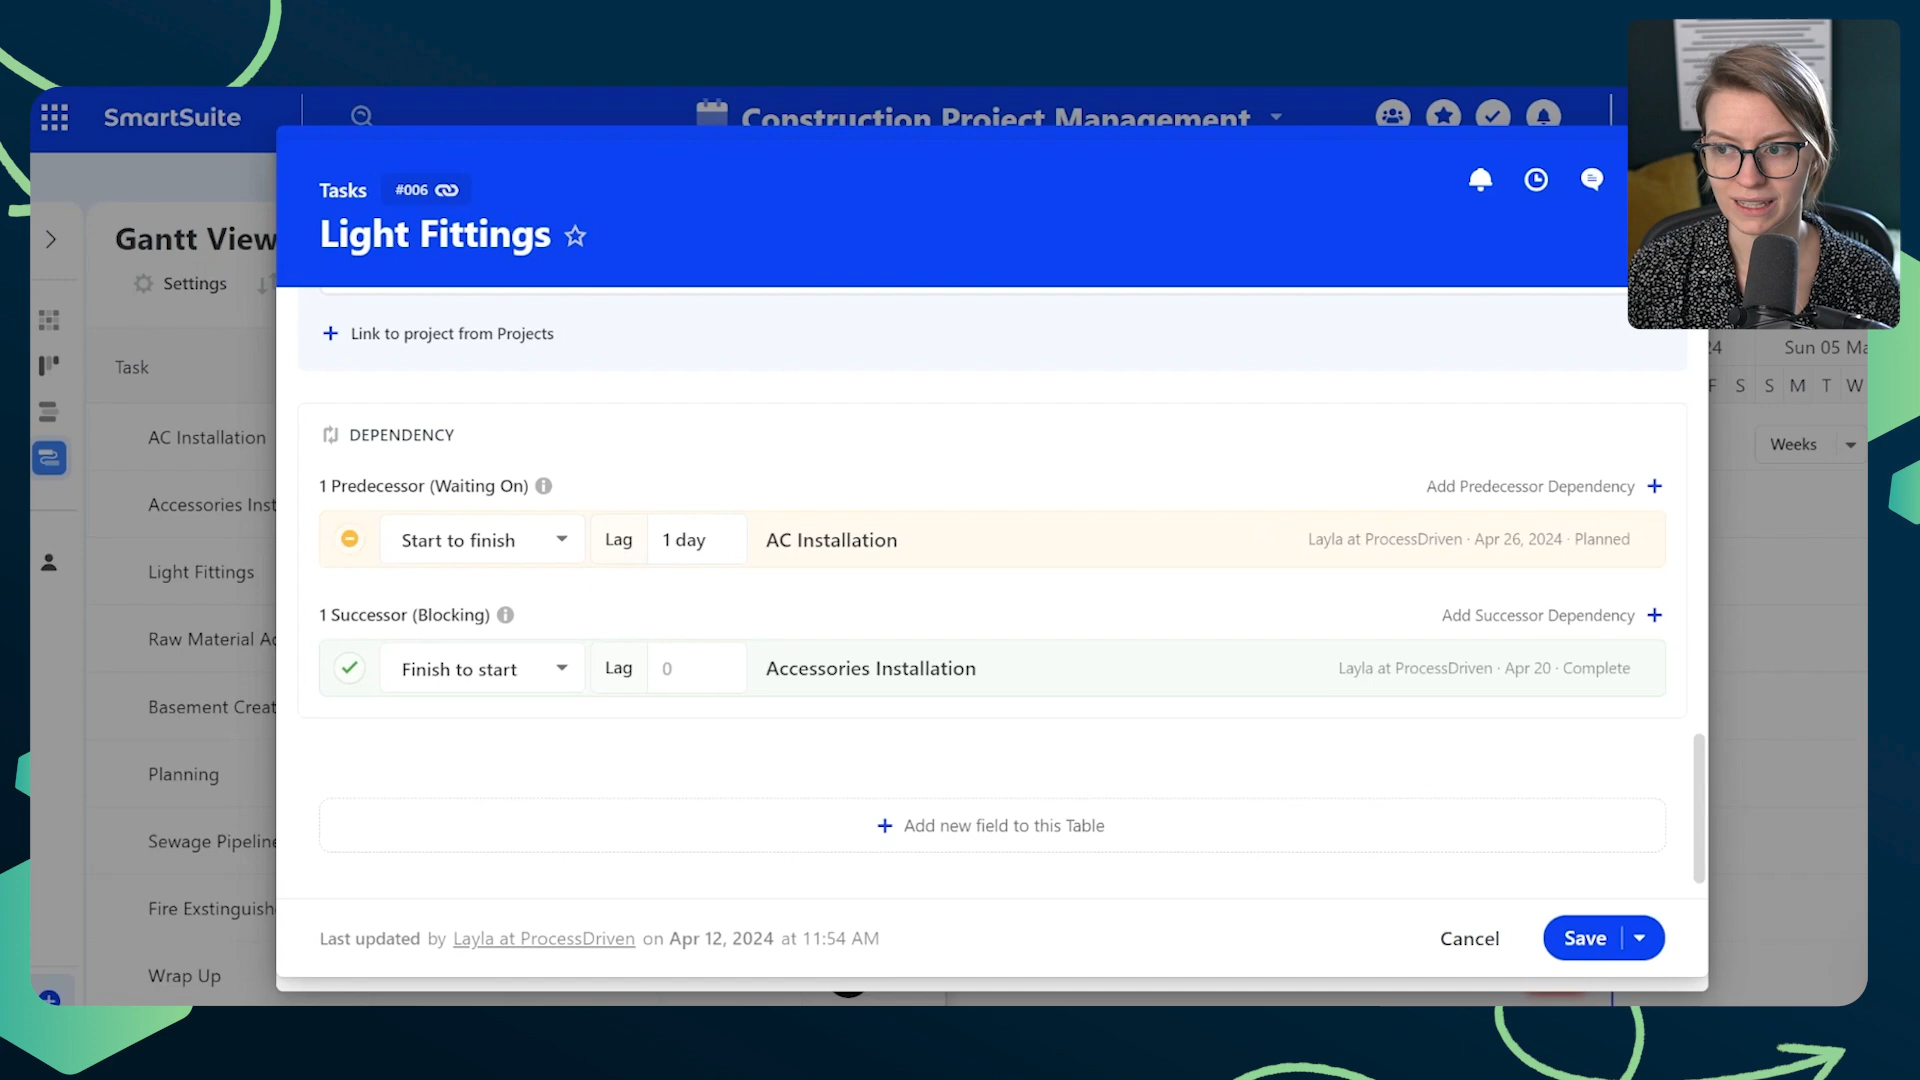 SmartSuite
Construction Project Management
Tasks #006
Light Fittings
Gantt View
Settings
Task
AC Installation
Accessories Inst
Light Fittings
Raw Material Ac
Basement Creat
Planning
Sewage Pipeline
Fire Exstinguish
Wrap Up
Link to project from Projects
DEPENDENCY
1 Predecessor (Waiting On)
Add Predecessor Dependency
Start to finish Lag 1 day AC Installation Layla at ProcessDriven · Apr 26, 2024 · Planned
1 Successor (Blocking)
Add Successor Dependency
Finish to start Lag 0 Accessories Installation Layla at ProcessDriven · Apr 20 · Complete
Add new field to this Table
Last updated by Layla at ProcessDriven on Apr 12, 2024 at 11:54 AM
Cancel
Save
24 Sun 05 Ma
F S S M T W
Weeks